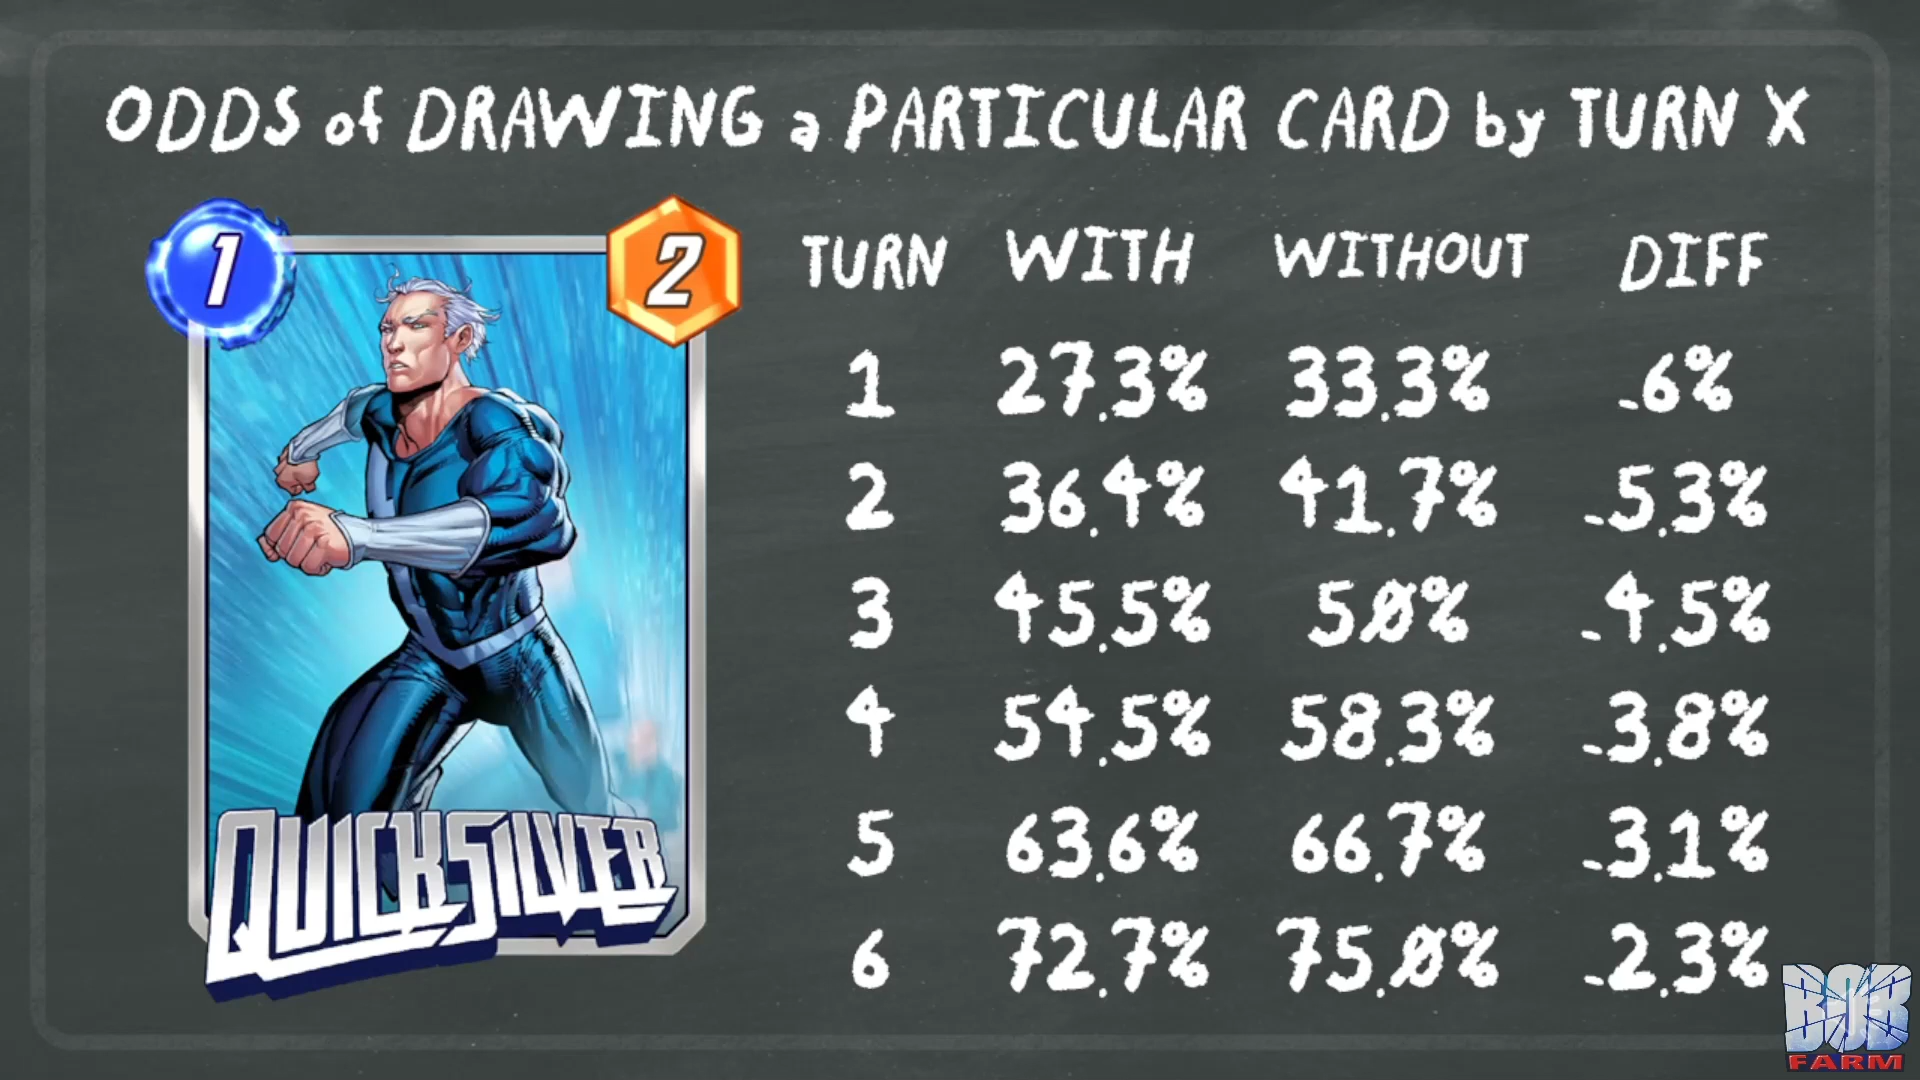 ODDS of DRAWING a PARTICULAR CARD by TURN X
1
2
QUICKSILVER
TURN WITH WITHOUT DIFF
1 27.3% 33.3% -6%
2 36.4% 41.7% -5.3%
3 45.5% 50% -4.5%
4 54.5% 58.3% -3.8%
5 63.6% 66.7% -3.1%
6 72.7% 75.0% -2.3%
BOB
FARM